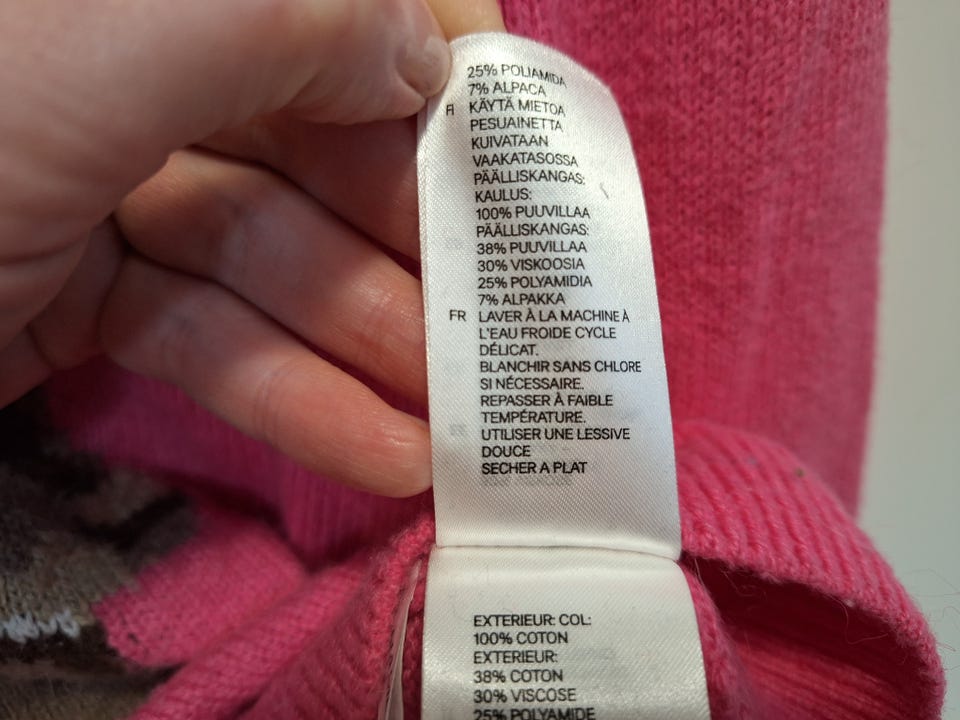 25% POLIAMIDA
7% ALPACA
FI KÄYTÄ MIETOA
PESUAINETTA
KUIVATAAN
VAAKATASOSSA
PÄÄLLISKANGAS:
KAULUS:
100% PUUVILLAA
PÄÄLLISKANGAS:
38% PUUVILLAA
30% VISKOOSIA
25% POLYAMIDIA
7% ALPAKKA
FR LAVER À LA MACHINE À
L'EAU FROIDE CYCLE
DÉLICAT.
BLANCHIR SANS CHLORE
SI NÉCESSAIRE.
REPASSER À FAIBLE
TEMPÉRATURE.
UTILISER UNE LESSIVE
DOUCE
SECHER A PLAT
EXTERIEUR: COL:
100% COTON
EXTERIEUR:
38% COTON
30% VISCOSE
25% POLYAMIDE